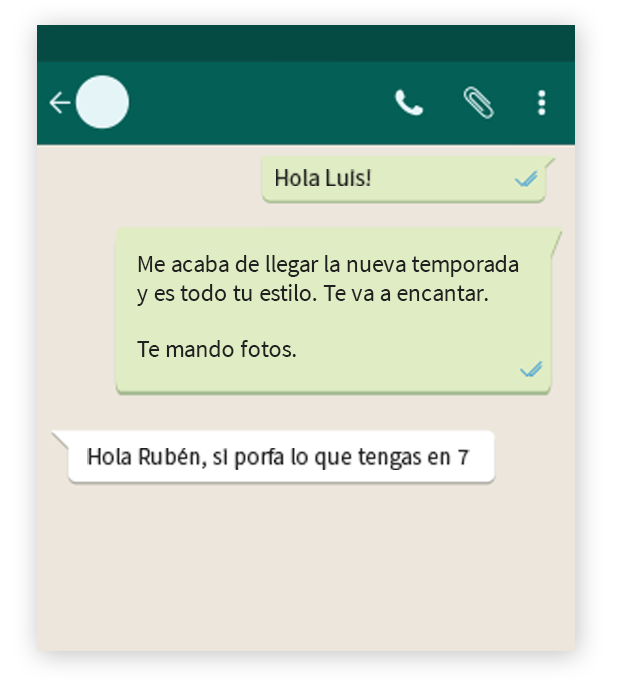 Hola Luis!
Me acaba de llegar la nueva temporada
y es todo tu estilo. Te va a encantar.
Te mando fotos.
Hola Rubén, si porfa lo que tengas en 7